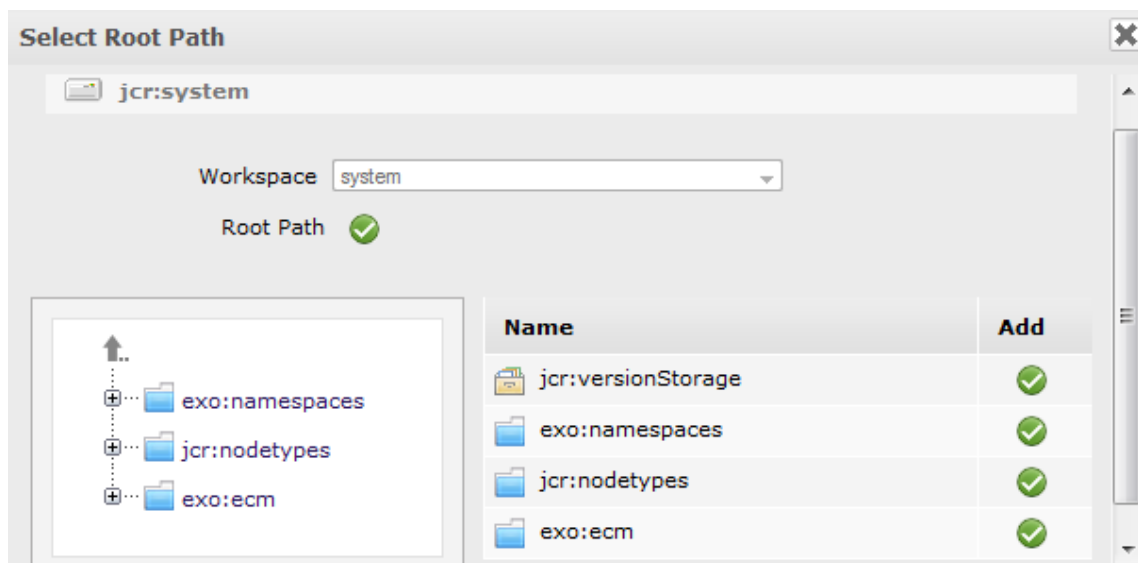 Select Root Path
jcr:system
Workspace system
Root Path
..
exo:namespaces
jcr:nodetypes
exo:ecm
Name Add
jcr:versionStorage
exo:namespaces
jcr:nodetypes
exo:ecm